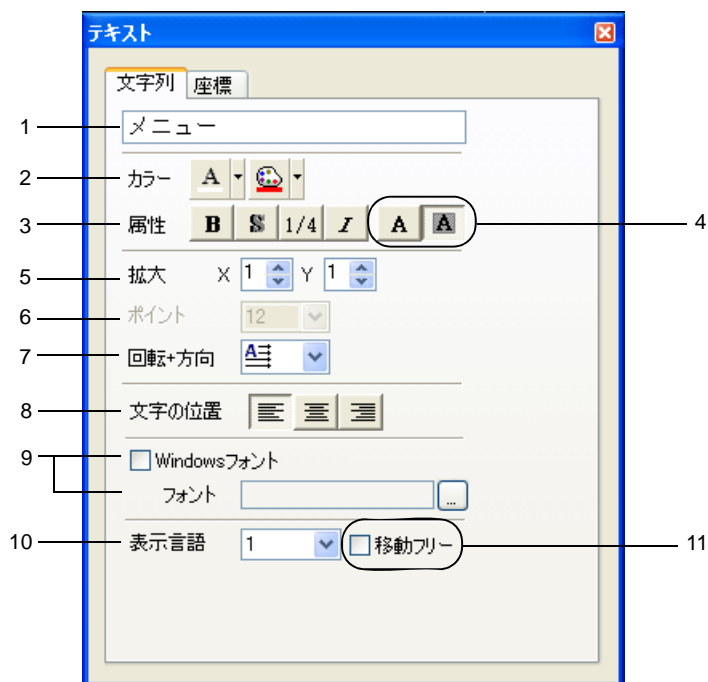 テキスト
文字列 座標
1 メニュー
2 カラー A
3 属性 B S 1/4 I A A 4
5 拡大 X 1 Y 1
6 ポイント 12
7 回転+方向 A
8 文字の位置
9 Windowsフォント
フォント ...
10 表示言語 1 移動フリー 11